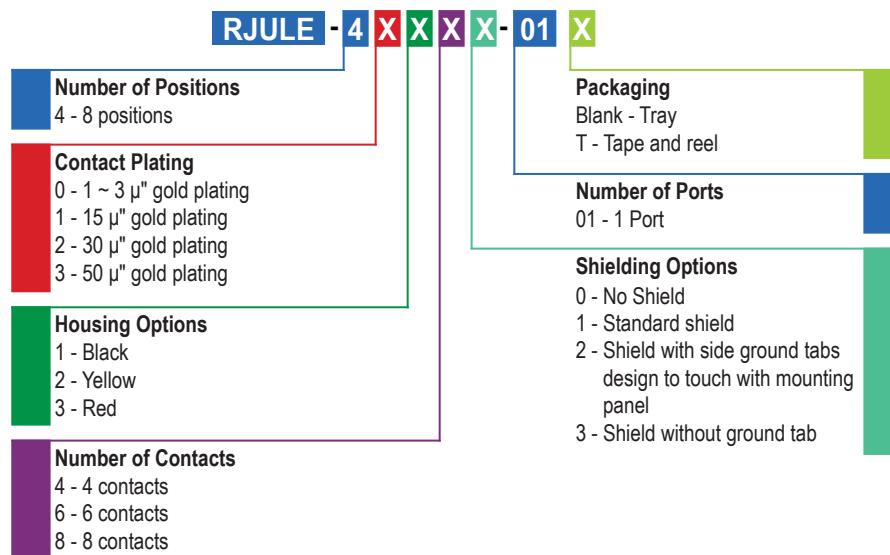 RJULE - 4 X X X X - 01 X
Number of Positions
4 - 8 positions
Contact Plating
0 - 1 ~ 3 µ" gold plating
1 - 15 µ" gold plating
2 - 30 µ" gold plating
3 - 50 µ" gold plating
Housing Options
1 - Black
2 - Yellow
3 - Red
Number of Contacts
4 - 4 contacts
6 - 6 contacts
8 - 8 contacts
Packaging
Blank - Tray
T - Tape and reel
Number of Ports
01 - 1 Port
Shielding Options
0 - No Shield
1 - Standard shield
2 - Shield with side ground tabs
design to touch with mounting
panel
3 - Shield without ground tab